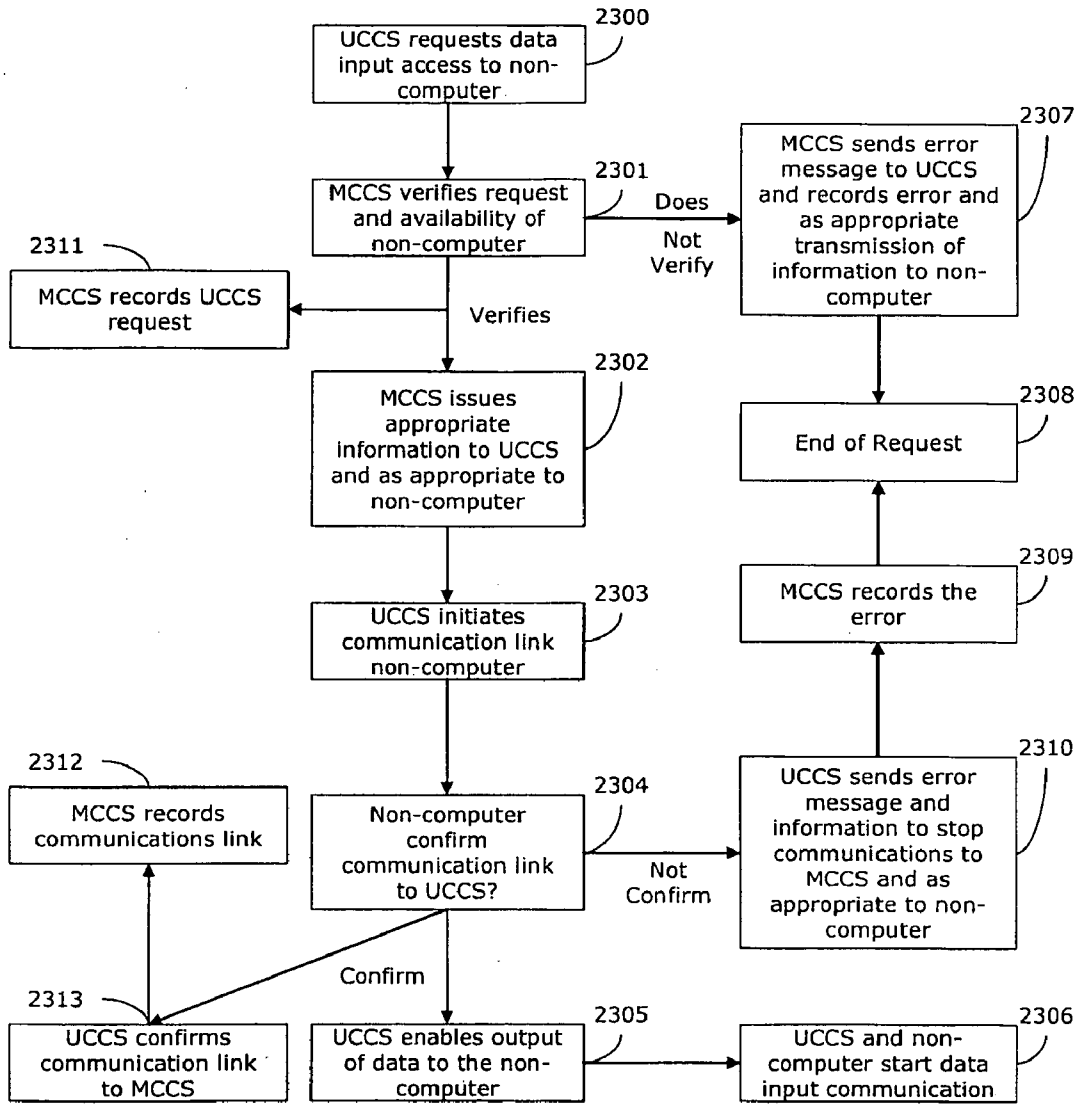 2300
UCCS requests data
input access to non-
computer
2301
MCCS verifies request
and availability of
non-computer
Does
Not
Verify
2307
MCCS sends error
message to UCCS
and records error and
as appropriate
transmission of
information to non-
computer
2311
MCCS records UCCS
request
Verifies
2302
MCCS issues
appropriate
information to UCCS
and as appropriate to
non-computer
2308
End of Request
2303
UCCS initiates
communication link
non-computer
2309
MCCS records the
error
2312
MCCS records
communications link
2304
Non-computer
confirm
communication link
to UCCS?
Not
Confirm
2310
UCCS sends error
message and
information to stop
communications to
MCCS and as
appropriate to non-
computer
Confirm
2313
UCCS confirms
communication link
to MCCS
2305
UCCS enables output
of data to the non-
computer
2306
UCCS and non-
computer start data
input communication